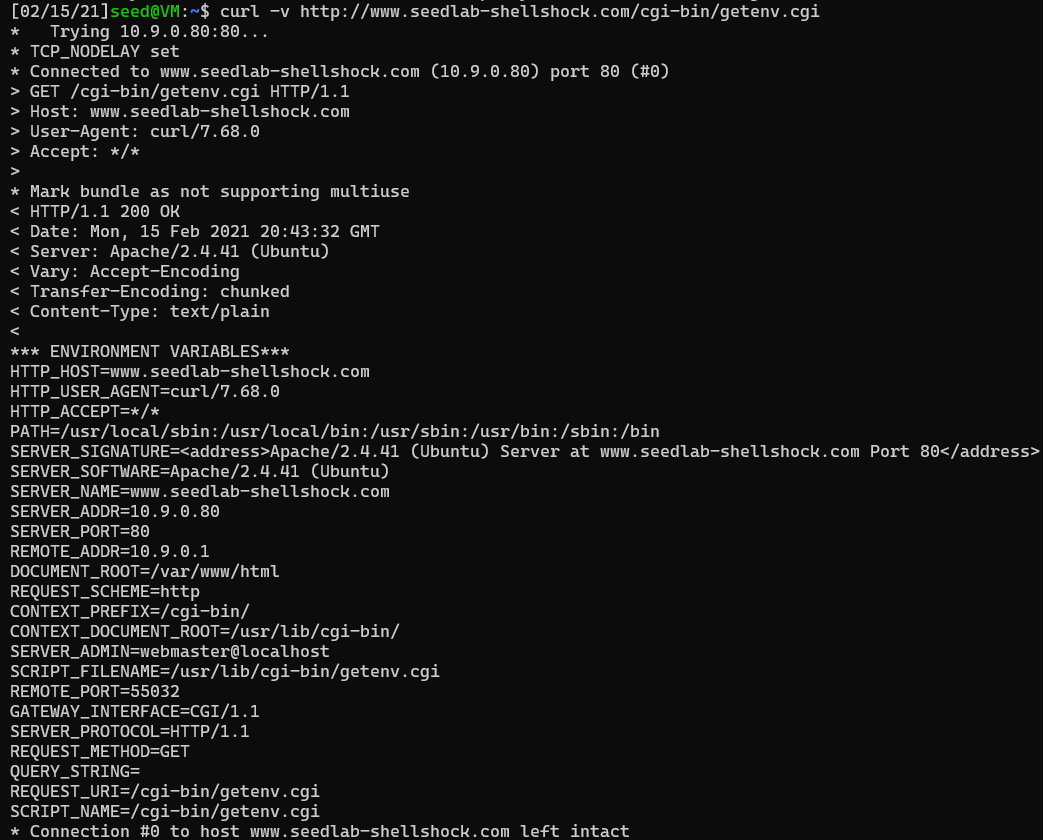 [02/15/21]seed@VM:~$ curl -v http://www.seedlab-shellshock.com/cgi-bin/getenv.cgi
*   Trying 10.9.0.80:80...
* TCP_NODELAY set
* Connected to www.seedlab-shellshock.com (10.9.0.80) port 80 (#0)
> GET /cgi-bin/getenv.cgi HTTP/1.1
> Host: www.seedlab-shellshock.com
> User-Agent: curl/7.68.0
> Accept: */*
>
* Mark bundle as not supporting multiuse
< HTTP/1.1 200 OK
< Date: Mon, 15 Feb 2021 20:43:32 GMT
< Server: Apache/2.4.41 (Ubuntu)
< Vary: Accept-Encoding
< Transfer-Encoding: chunked
< Content-Type: text/plain
<
*** ENVIRONMENT VARIABLES***
HTTP_HOST=www.seedlab-shellshock.com
HTTP_USER_AGENT=curl/7.68.0
HTTP_ACCEPT=*/*
PATH=/usr/local/sbin:/usr/local/bin:/usr/sbin:/usr/bin:/sbin:/bin
SERVER_SIGNATURE=<address>Apache/2.4.41 (Ubuntu) Server at www.seedlab-shellshock.com Port 80</address>
SERVER_SOFTWARE=Apache/2.4.41 (Ubuntu)
SERVER_NAME=www.seedlab-shellshock.com
SERVER_ADDR=10.9.0.80
SERVER_PORT=80
REMOTE_ADDR=10.9.0.1
DOCUMENT_ROOT=/var/www/html
REQUEST_SCHEME=http
CONTEXT_PREFIX=/cgi-bin/
CONTEXT_DOCUMENT_ROOT=/usr/lib/cgi-bin/
SERVER_ADMIN=webmaster@localhost
SCRIPT_FILENAME=/usr/lib/cgi-bin/getenv.cgi
REMOTE_PORT=55032
GATEWAY_INTERFACE=CGI/1.1
SERVER_PROTOCOL=HTTP/1.1
REQUEST_METHOD=GET
QUERY_STRING=
REQUEST_URI=/cgi-bin/getenv.cgi
SCRIPT_NAME=/cgi-bin/getenv.cgi
* Connection #0 to host www.seedlab-shellshock.com left intact